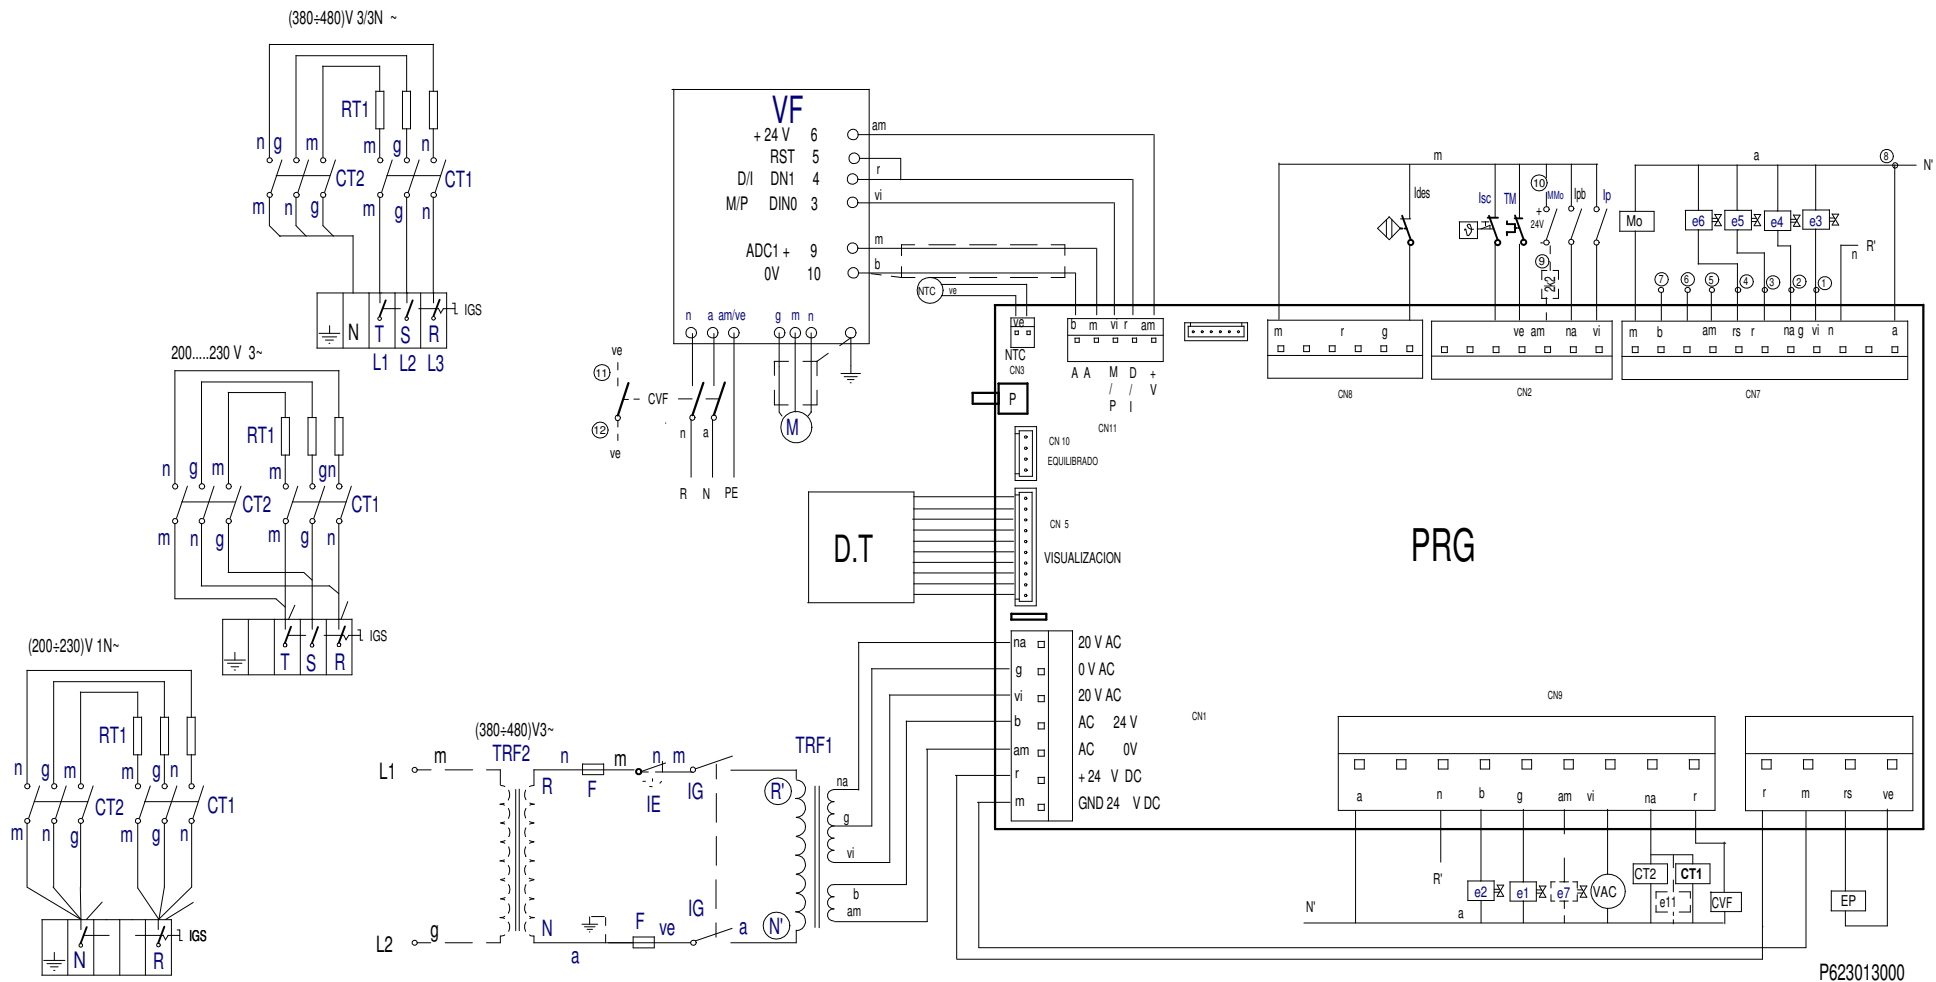 (380÷480)V 3/3N ~
RT1
n g m m g n
CT2 CT1
m n g m g n
N T S R IGS
L1 L2 L3
200.....230 V 3~
RT1
n g m m gn
CT2 CT1
m n g m g n
T S R IGS
(200÷230)V 1N~
RT1
n g m m g n
CT2 CT1
m n g m g n
N R IGS
VF
+ 24 V 6 am
RST 5
D/I DN1 4 r
M/P DIN0 3 vi
ADC1 + 9 m
0V 10 b
n a am/ve g m n
NTC ve
ve
11
CVF
12
ve
n a
R N PE
M
D.T
ve
NTC
CN3
P
b m vi r am
A A M/P D/I +V
CN11
CN 10
EQUILIBRADO
CN 5
VISUALIZACION
PRG
m
Ides
Isc TM 10 MMo Ipb Ip
+
24V
-
9
2k2
m r g
CN8
ve am na vi
CN2
a 8 N'
Mo e6 e5 e4 e3
R'
n
7 6 5 4 3 2 1
m b am rs r na g vi n a
CN7
na 20 V AC
g 0 V AC
vi 20 V AC
b AC 24 V
am AC 0V
r + 24 V DC
m GND 24 V DC
CN1
(380÷480)V3~
TRF2 TRF1
L1 m
R n F m n m
IE IG
R'
na
g
vi
b
am
L2 g
N a F ve IG a
N'
CN9
a n b g am vi na r
r m rs ve
R'
N' a
e2 e1 e7 VAC CT2 CT1
e11 CVF
EP
P623013000